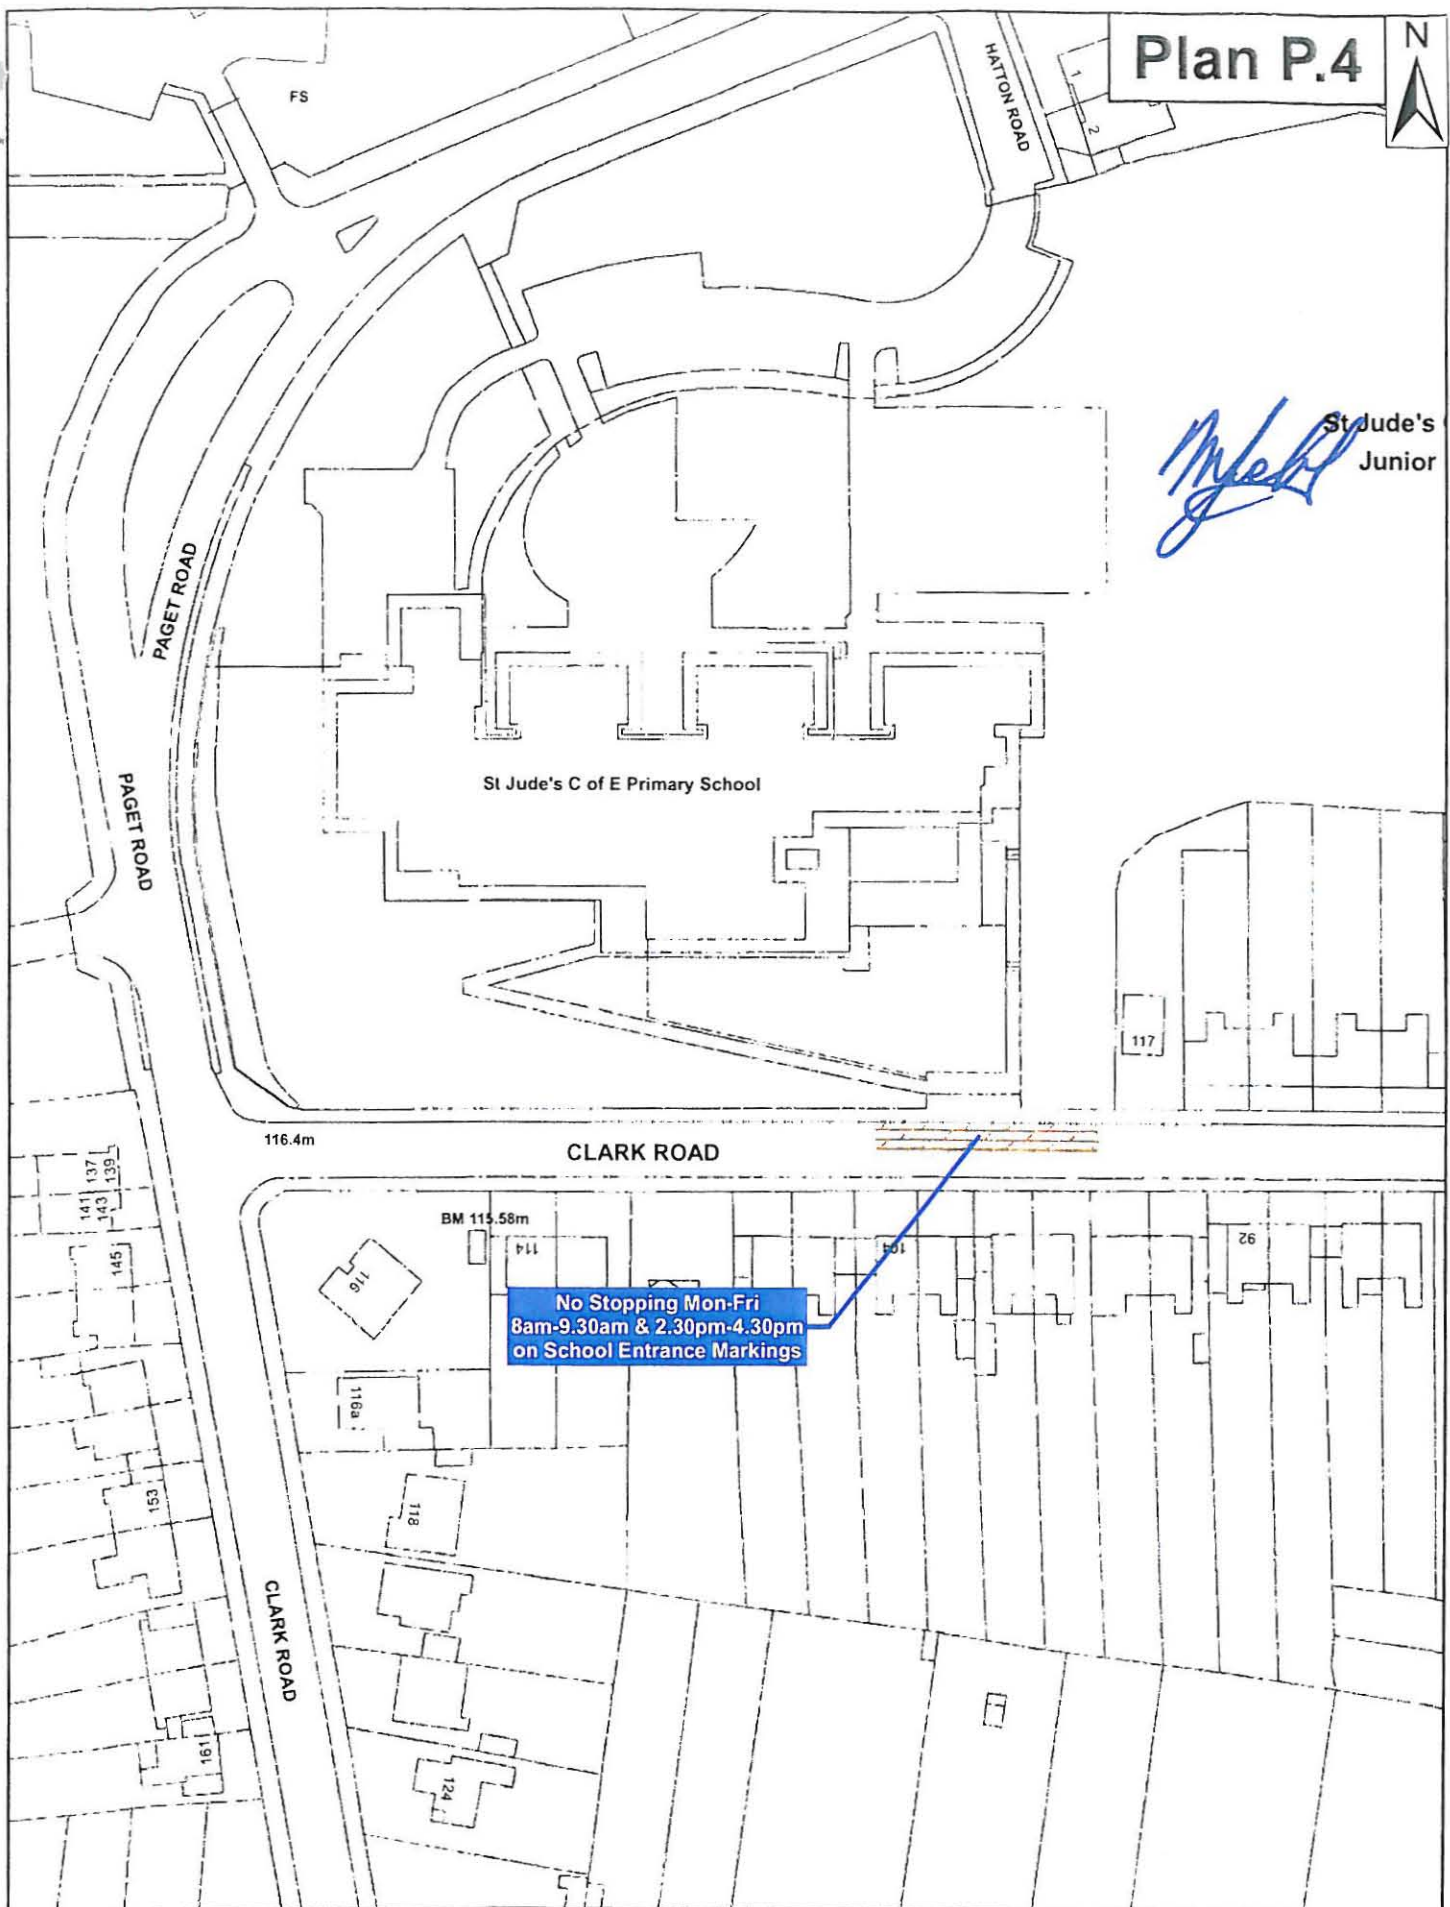 Plan P.4
N
FS
HATTON ROAD
1
2
St Jude's
Junior
PAGET ROAD
St Jude's C of E Primary School
PAGET ROAD
117
116.4m
CLARK ROAD
137
139
141
143
BM 115.58m
114
104
92
145
116
No Stopping Mon-Fri
8am-9.30am & 2.30pm-4.30pm
on School Entrance Markings
116a
153
118
CLARK ROAD
161
124